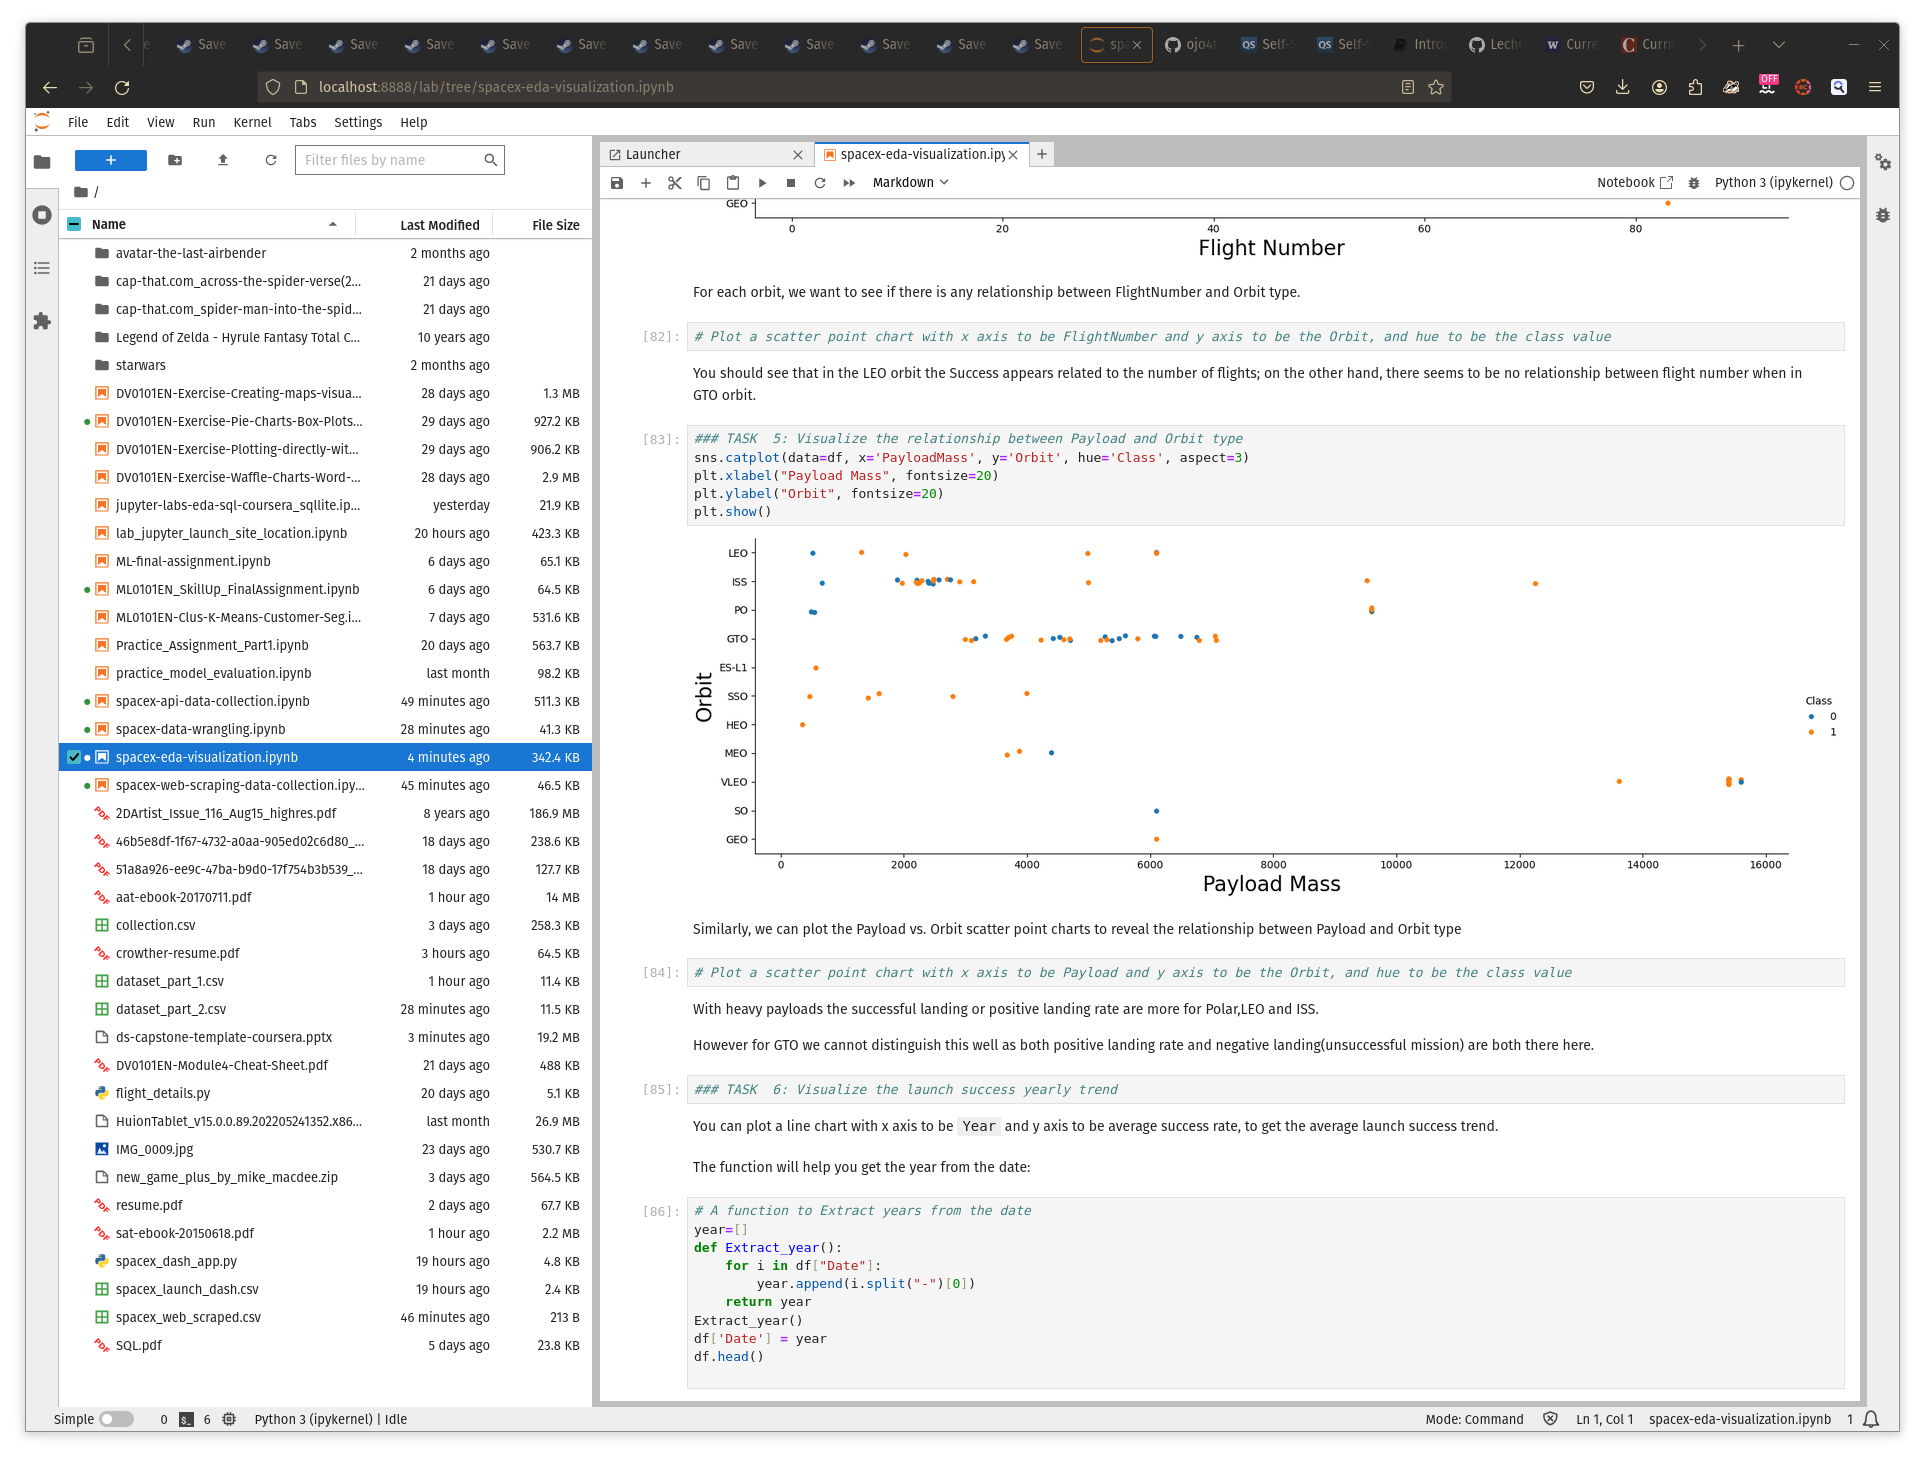 Save
Save
Save
Save
Save
Save
Save
Save
Save
Save
Save
Save
spa
ojo4f
QS Self-S
QS Self-S
Intro
Lech
W Curre
C Curri
localhost:8888/lab/tree/spacex-eda-visualization.ipynb
OFF
File Edit View Run Kernel Tabs Settings Help
Filter files by name
/
Name Last Modified File Size
avatar-the-last-airbender 2 months ago
cap-that.com_across-the-spider-verse(2... 21 days ago
cap-that.com_spider-man-into-the-spid... 21 days ago
Legend of Zelda - Hyrule Fantasy Total C... 10 years ago
starwars 2 months ago
DV0101EN-Exercise-Creating-maps-visua... 28 days ago 1.3 MB
DV0101EN-Exercise-Pie-Charts-Box-Plots... 29 days ago 927.2 KB
DV0101EN-Exercise-Plotting-directly-wit... 29 days ago 906.2 KB
DV0101EN-Exercise-Waffle-Charts-Word-... 28 days ago 2.9 MB
jupyter-labs-eda-sql-coursera_sqllite.ip... yesterday 21.9 KB
lab_jupyter_launch_site_location.ipynb 20 hours ago 423.3 KB
ML-final-assignment.ipynb 6 days ago 65.1 KB
ML0101EN_SkillUp_FinalAssignment.ipynb 6 days ago 64.5 KB
ML0101EN-Clus-K-Means-Customer-Seg.i... 7 days ago 531.6 KB
Practice_Assignment_Part1.ipynb 20 days ago 563.7 KB
practice_model_evaluation.ipynb last month 98.2 KB
spacex-api-data-collection.ipynb 49 minutes ago 511.3 KB
spacex-data-wrangling.ipynb 28 minutes ago 41.3 KB
spacex-eda-visualization.ipynb 4 minutes ago 342.4 KB
spacex-web-scraping-data-collection.ipy... 45 minutes ago 46.5 KB
2DArtist_Issue_116_Aug15_highres.pdf 8 years ago 186.9 MB
46b5e8df-1f67-4732-a0aa-905ed02c6d80_... 18 days ago 238.6 KB
51a8a926-ee9c-47ba-b9d0-17f754b3b539_... 18 days ago 127.7 KB
aat-ebook-20170711.pdf 1 hour ago 14 MB
collection.csv 3 days ago 258.3 KB
crowther-resume.pdf 3 hours ago 64.5 KB
dataset_part_1.csv 1 hour ago 11.4 KB
dataset_part_2.csv 28 minutes ago 11.5 KB
ds-capstone-template-coursera.pptx 3 minutes ago 19.2 MB
DV0101EN-Module4-Cheat-Sheet.pdf 21 days ago 488 KB
flight_details.py 20 days ago 5.1 KB
HuionTablet_v15.0.0.89.202205241352.x86... last month 26.9 MB
IMG_0009.jpg 23 days ago 530.7 KB
new_game_plus_by_mike_macdee.zip 3 days ago 564.5 KB
resume.pdf 2 days ago 67.7 KB
sat-ebook-20150618.pdf 1 hour ago 2.2 MB
spacex_dash_app.py 19 hours ago 4.8 KB
spacex_launch_dash.csv 19 hours ago 2.4 KB
spacex_web_scraped.csv 46 minutes ago 213 B
SQL.pdf 5 days ago 23.8 KB
Launcher
spacex-eda-visualization.ipy
Markdown
Notebook
Python 3 (ipykernel)
GEO
0 20 40 60 80
Flight Number
For each orbit, we want to see if there is any relationship between FlightNumber and Orbit type.
[82]: # Plot a scatter point chart with x axis to be FlightNumber and y axis to be the Orbit, and hue to be the class value
You should see that in the LEO orbit the Success appears related to the number of flights; on the other hand, there seems to be no relationship between flight number when in
GTO orbit.
[83]: ### TASK  5: Visualize the relationship between Payload and Orbit type
sns.catplot(data=df, x='PayloadMass', y='Orbit', hue='Class', aspect=3)
plt.xlabel("Payload Mass", fontsize=20)
plt.ylabel("Orbit", fontsize=20)
plt.show()
LEO
ISS
PO
GTO
ES-L1
SSO
HEO
MEO
VLEO
SO
GEO
Orbit
Class
0
1
0 2000 4000 6000 8000 10000 12000 14000 16000
Payload Mass
Similarly, we can plot the Payload vs. Orbit scatter point charts to reveal the relationship between Payload and Orbit type
[84]: # Plot a scatter point chart with x axis to be Payload and y axis to be the Orbit, and hue to be the class value
With heavy payloads the successful landing or positive landing rate are more for Polar,LEO and ISS.
However for GTO we cannot distinguish this well as both positive landing rate and negative landing(unsuccessful mission) are both there here.
[85]: ### TASK  6: Visualize the launch success yearly trend
You can plot a line chart with x axis to be Year and y axis to be average success rate, to get the average launch success trend.
The function will help you get the year from the date:
[86]: # A function to Extract years from the date
year=[]
def Extract_year():
    for i in df["Date"]:
        year.append(i.split("-")[0])
    return year
Extract_year()
df['Date'] = year
df.head()
Simple 0 6 Python 3 (ipykernel) | Idle
Mode: Command Ln 1, Col 1 spacex-eda-visualization.ipynb 1